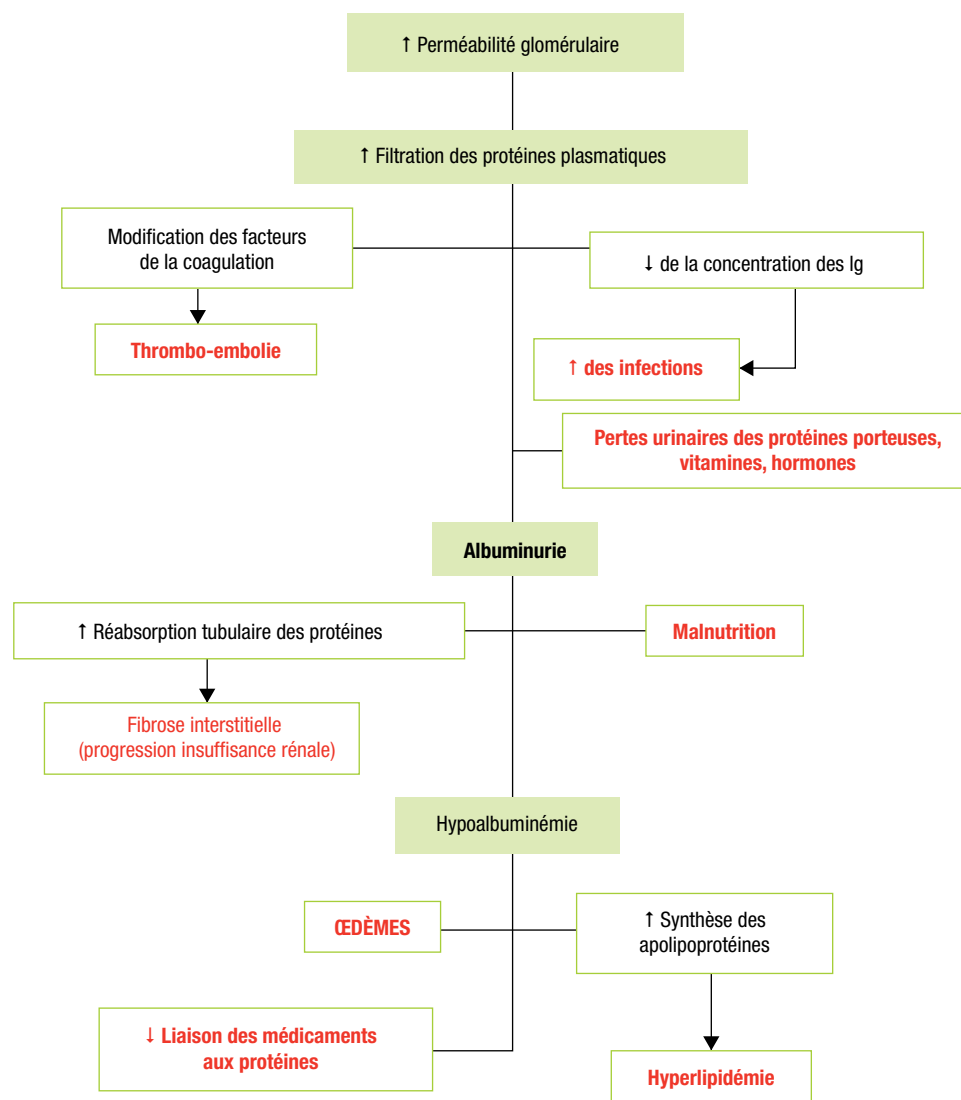 ↑ Perméabilité glomérulaire
↑ Filtration des protéines plasmatiques
Modification des facteurs
de la coagulation
↓ de la concentration des Ig
Thrombo-embolie
↑ des infections
Pertes urinaires des protéines porteuses,
vitamines, hormones
Albuminurie
↑ Réabsorption tubulaire des protéines
Malnutrition
Fibrose interstitielle
(progression insuffisance rénale)
Hypoalbuminémie
ŒDÈMES
↑ Synthèse des
apolipoprotéines
↓ Liaison des médicaments
aux protéines
Hyperlipidémie